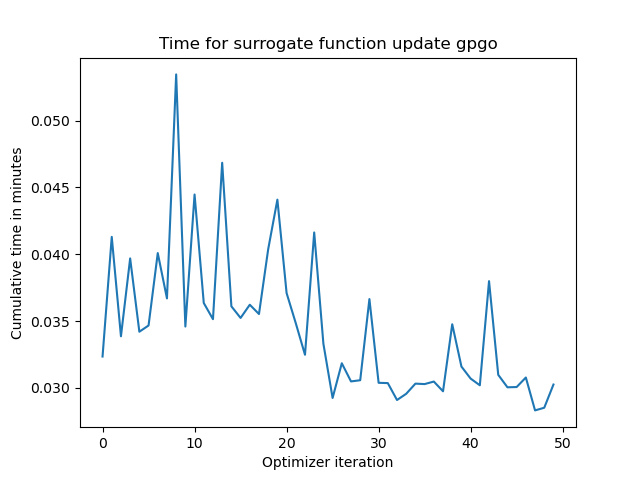 Time for surrogate function update gpgo
Cumulative time in minutes
0.050
0.045
0.040
0.035
0.030
0 10 20 30 40 50
Optimizer iteration